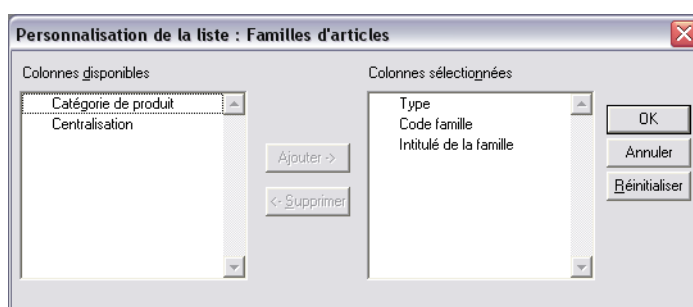 Personnalisation de la liste : Familles d'articles
Colonnes disponibles
Colonnes sélectionnées
Catégorie de produit
Centralisation
Type
Code famille
Intitulé de la famille
Ajouter ->
<- Supprimer
OK
Annuler
Réinitialiser